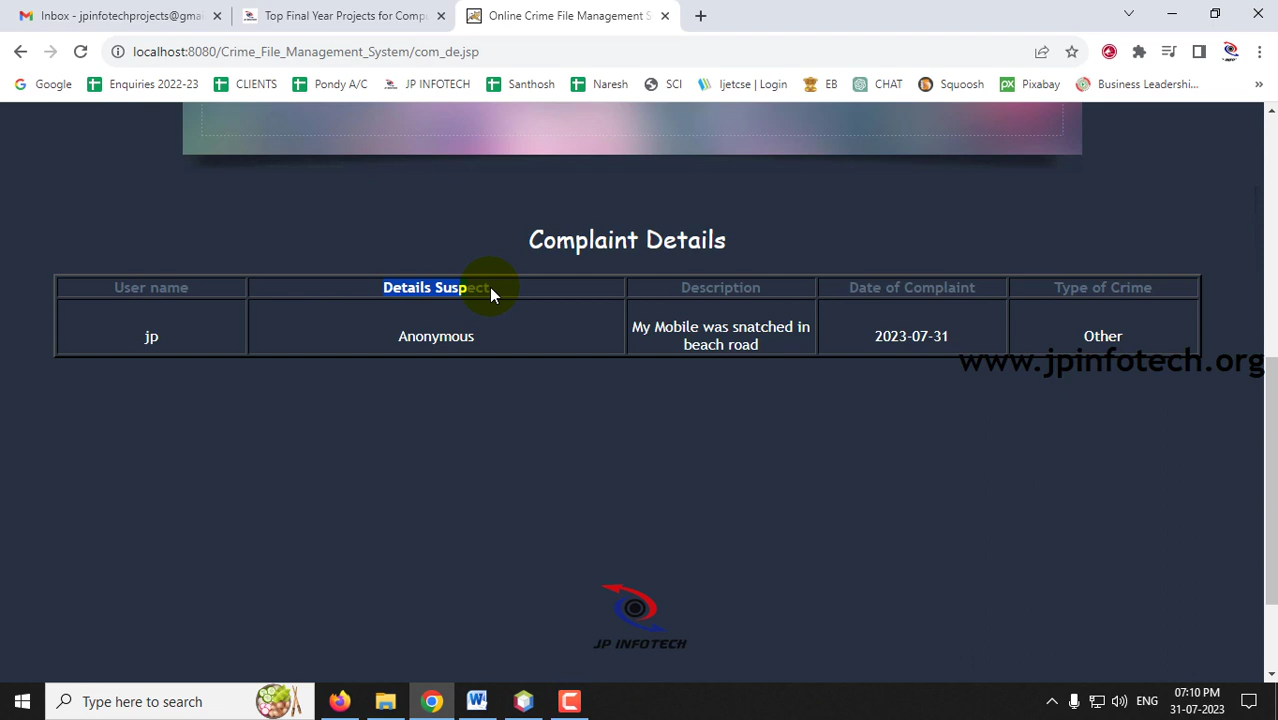 Inbox - jpinfotechprojects@gmai
Top Final Year Projects for Compu
Online Crime File Management S
localhost:8080/Crime_File_Management_System/com_de.jsp
Google
Enquiries 2022-23
CLIENTS
Pondy A/C
JP INFOTECH
Santhosh
Naresh
SCI
Ijetcse | Login
EB
CHAT
Squoosh
Pixabay
Business Leadershi...
Complaint Details
User name Details Suspect Description Date of Complaint Type of Crime
jp Anonymous My Mobile was snatched in
beach road 2023-07-31 Other
www.jpinfotech.org
JP INFOTECH
Type here to search
ENG
07:10 PM
31-07-2023